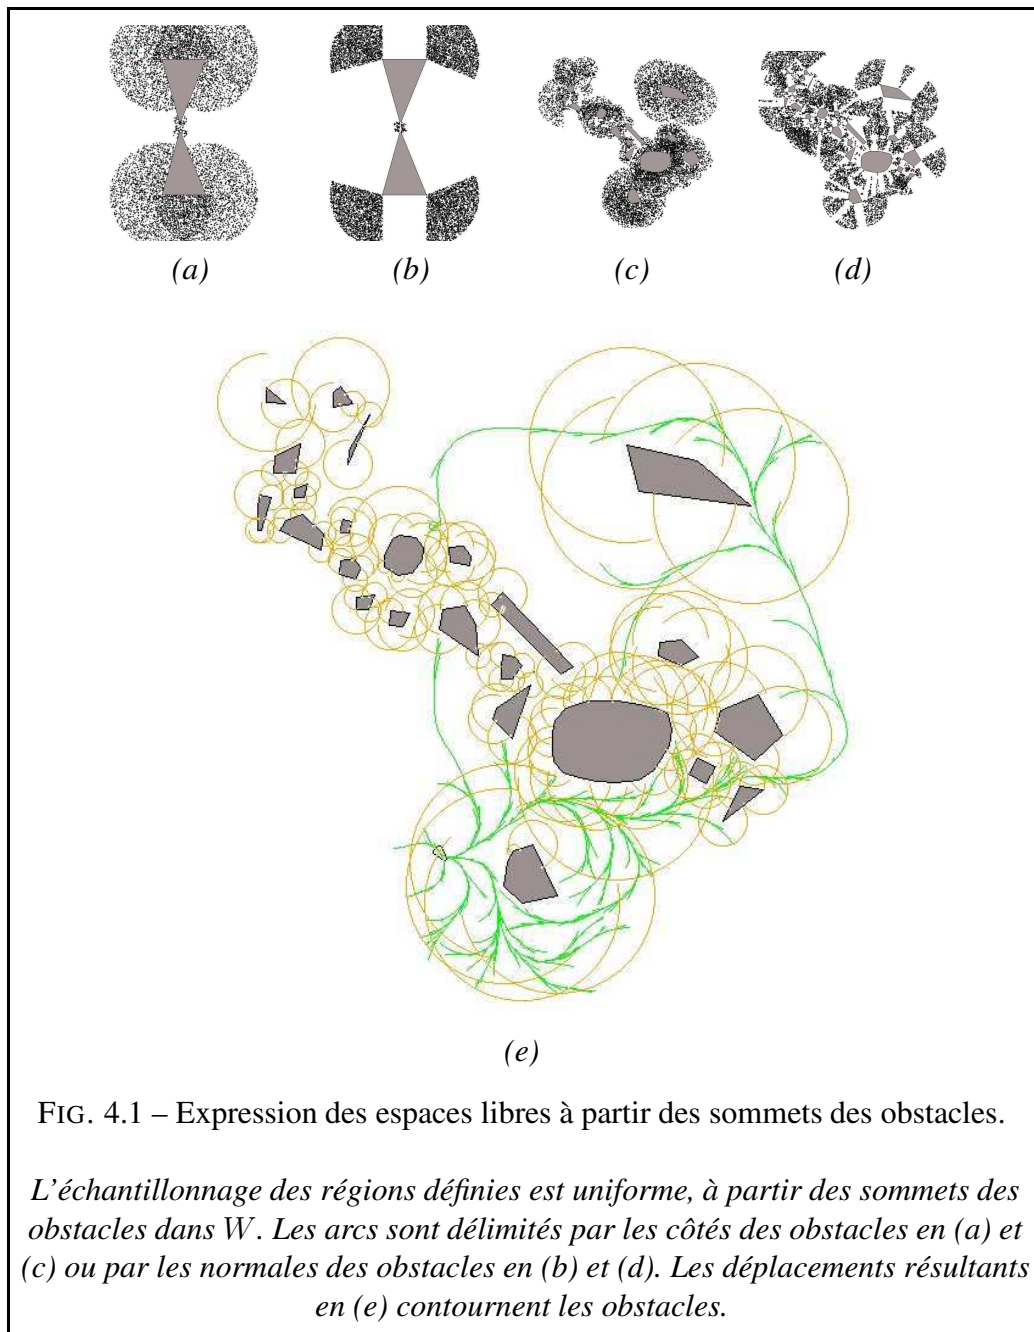 (a) (b) (c) (d)
(e)
FIG. 4.1 – Expression des espaces libres à partir des sommets des obstacles.
L'échantillonnage des régions définies est uniforme, à partir des sommets des
obstacles dans W. Les arcs sont délimités par les côtés des obstacles en (a) et
(c) ou par les normales des obstacles en (b) et (d). Les déplacements résultants
en (e) contournent les obstacles.